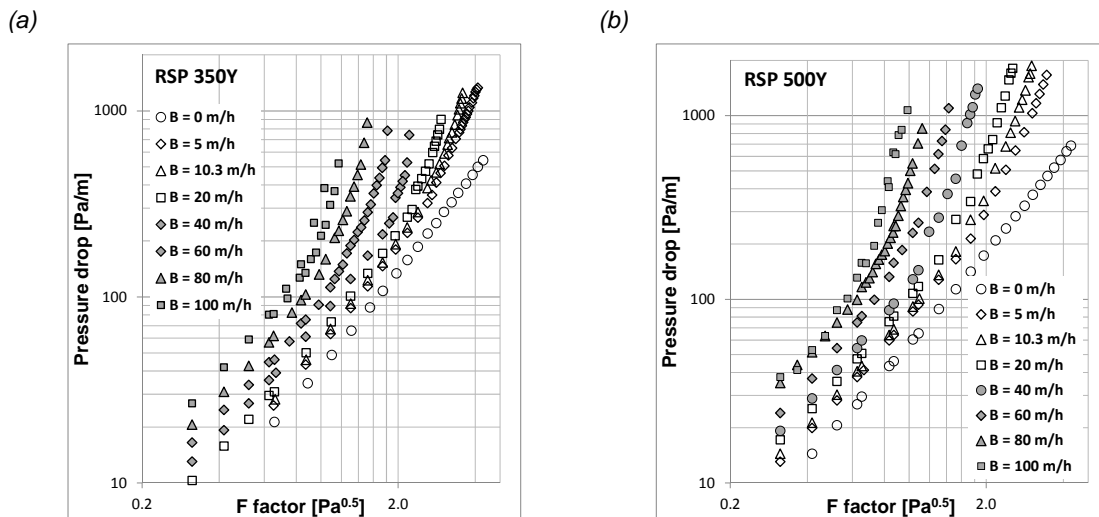 (a)
RSP 350Y
B = 0 m/h
B = 5 m/h
B = 10.3 m/h
B = 20 m/h
B = 40 m/h
B = 60 m/h
B = 80 m/h
B = 100 m/h
Pressure drop [Pa/m]
1000
100
10
0.2
2.0
F factor [Pa⁰·⁵]
(b)
RSP 500Y
B = 0 m/h
B = 5 m/h
B = 10.3 m/h
B = 20 m/h
B = 40 m/h
B = 60 m/h
B = 80 m/h
B = 100 m/h
Pressure drop [Pa/m]
1000
100
10
0.2
2.0
F factor [Pa⁰·⁵]